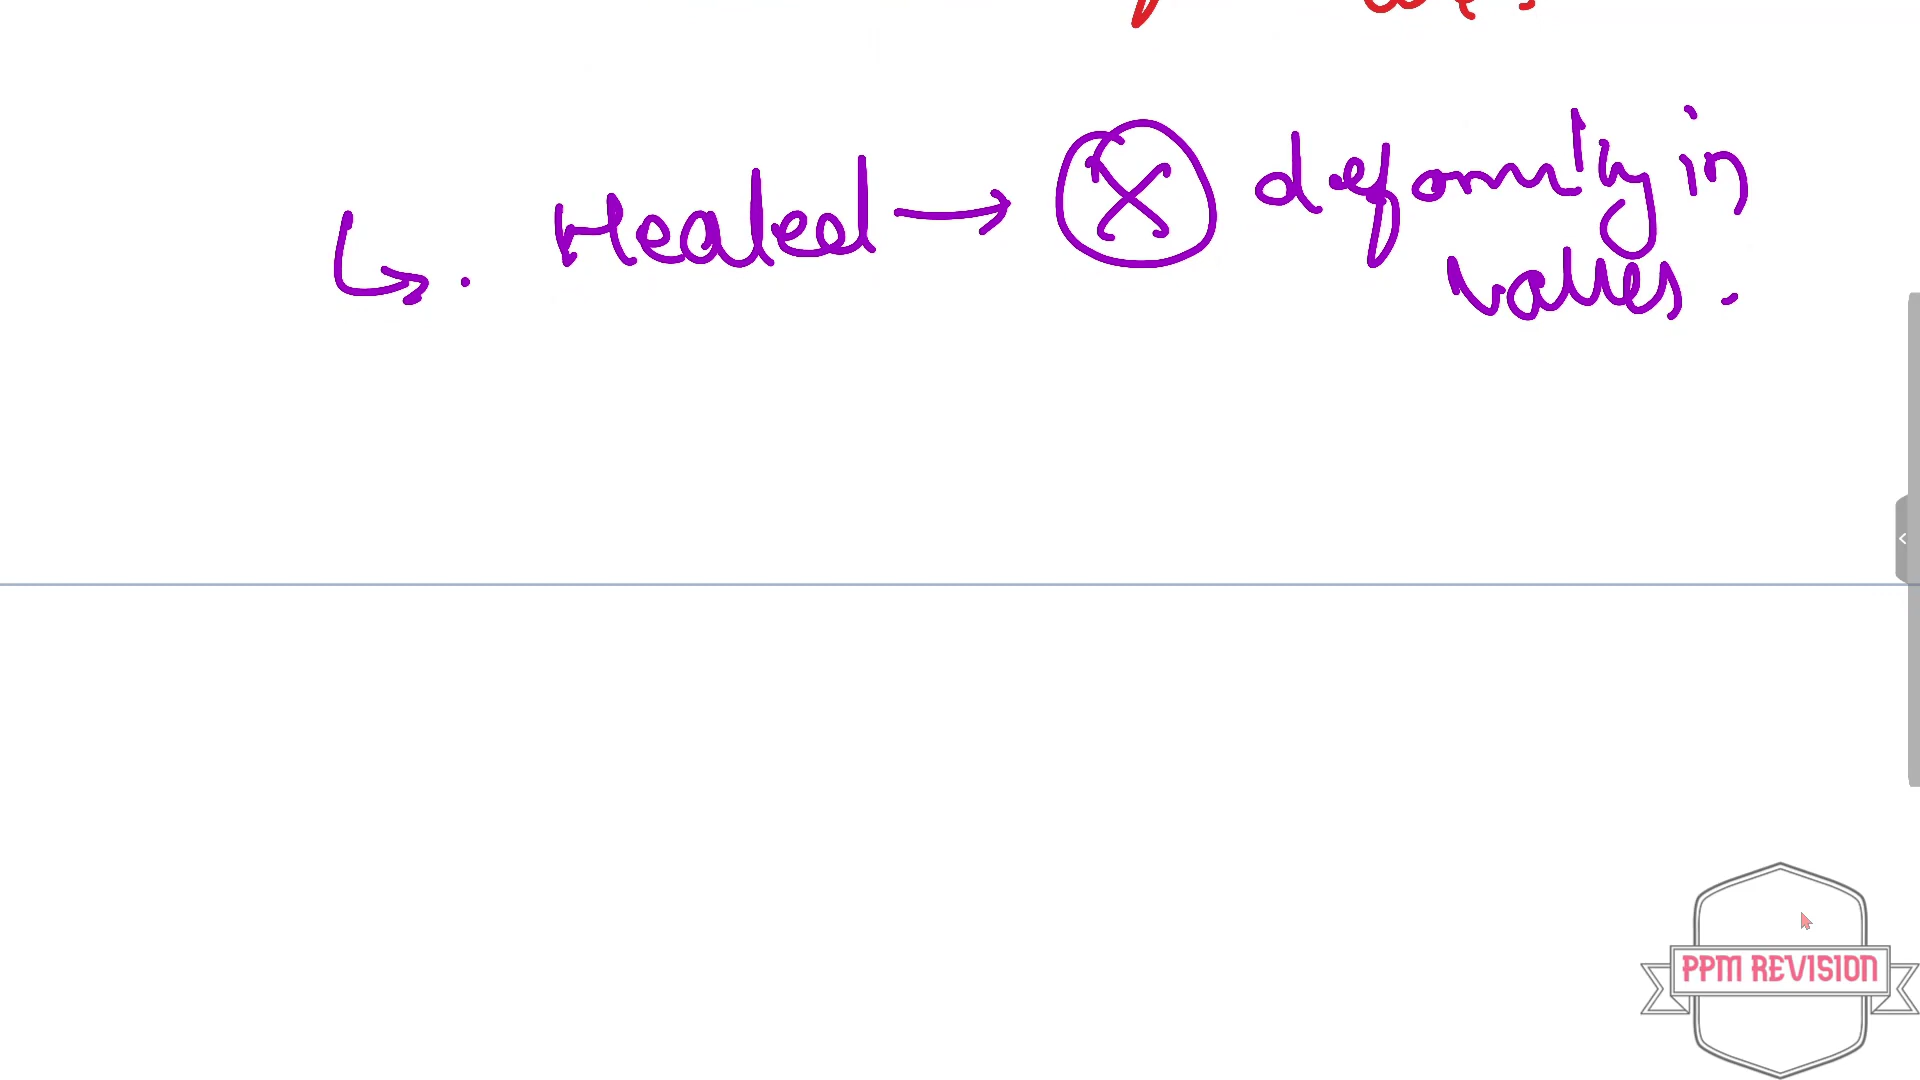 Healed → ⊗ deformity in
valves.
PPM REVISION